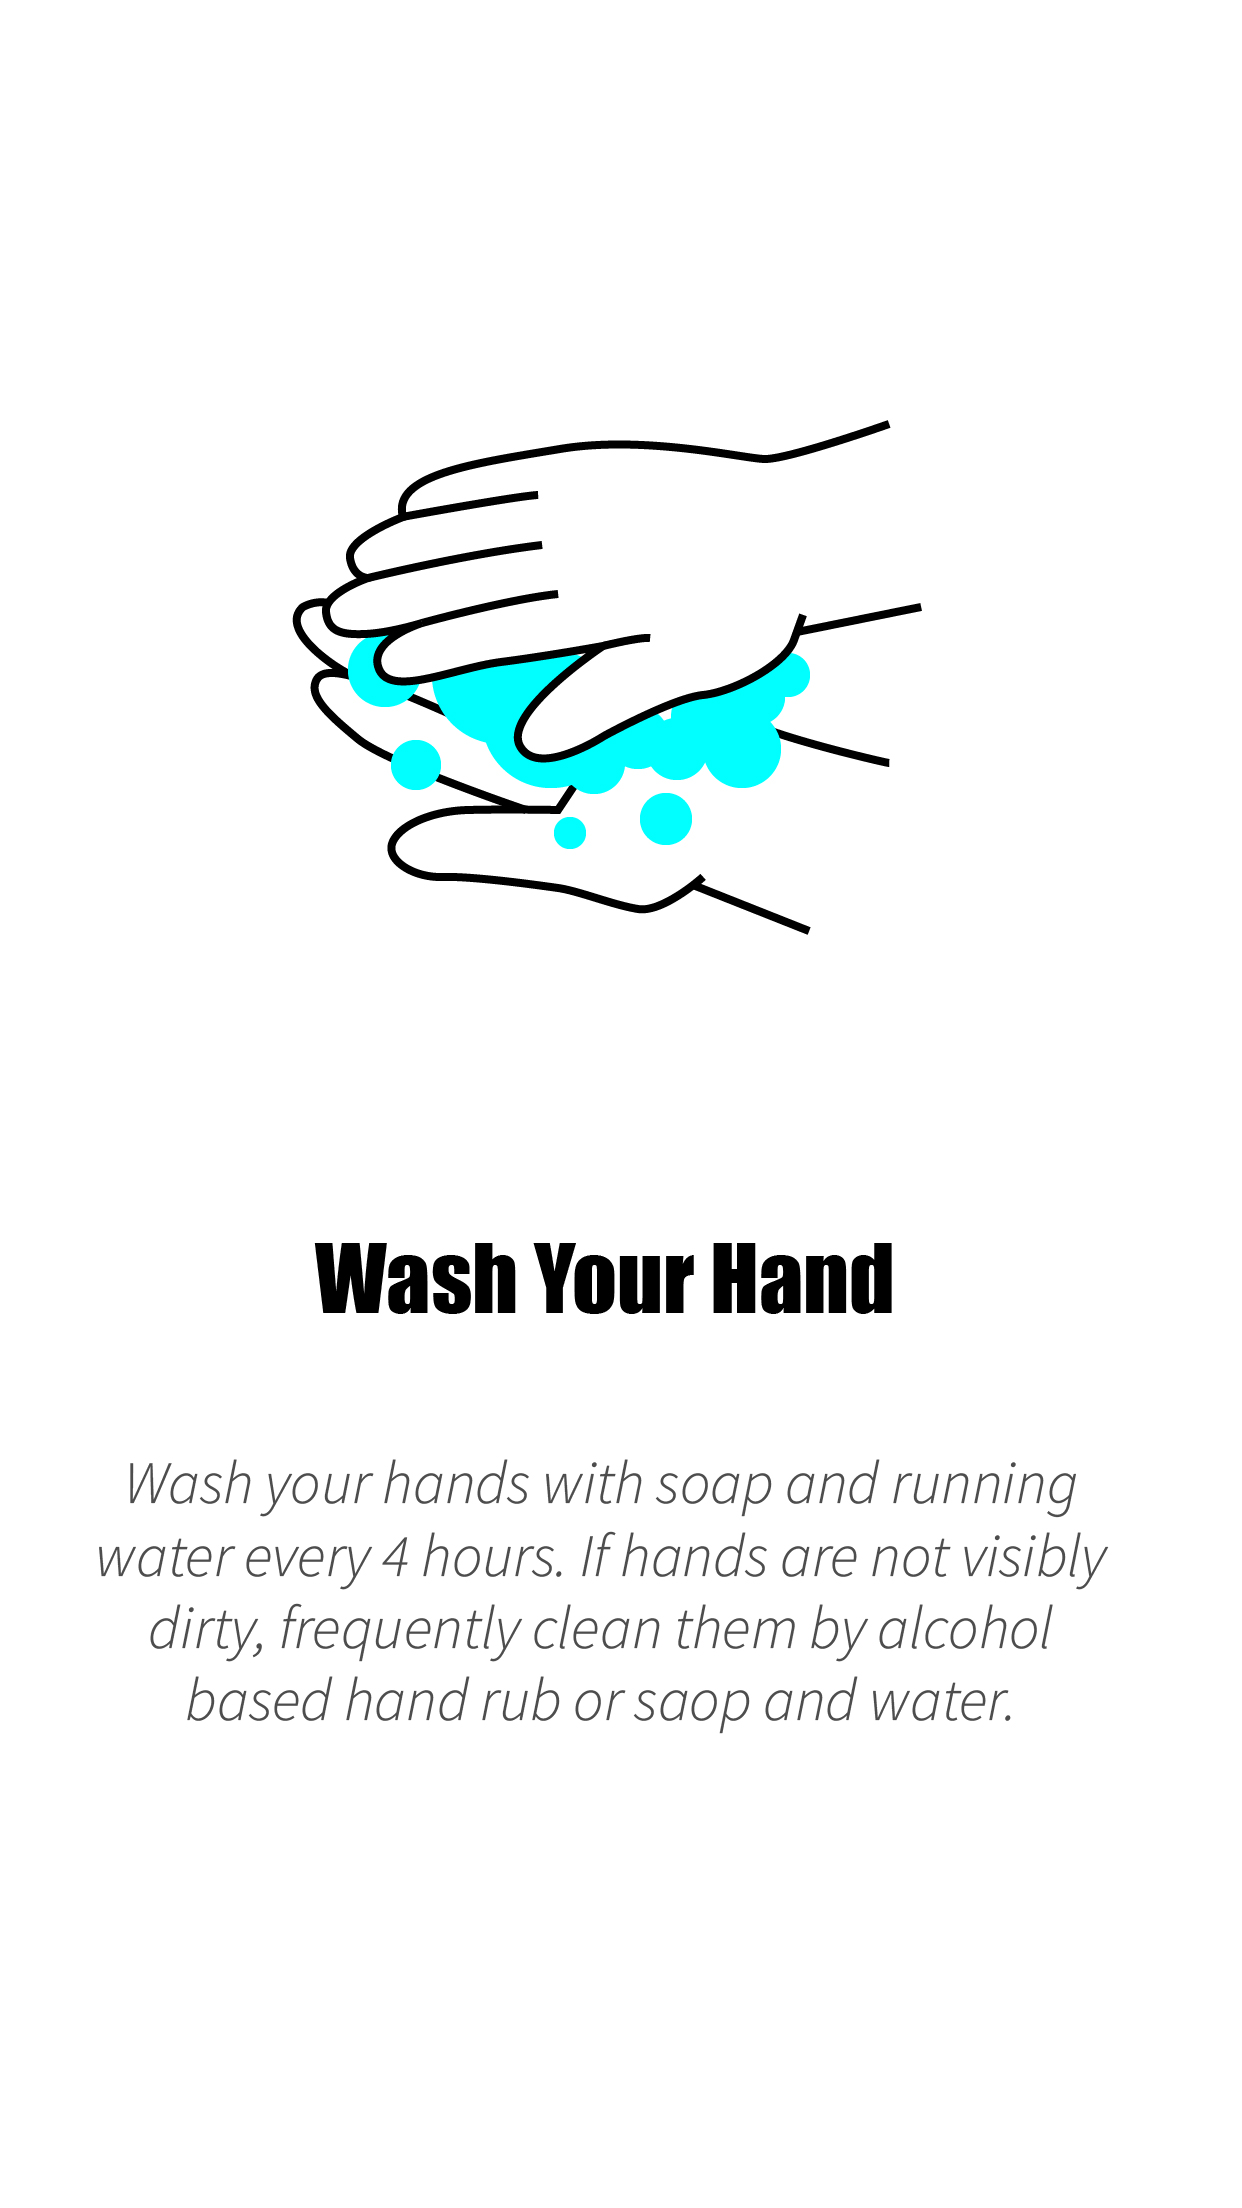 Wash Your Hand
Wash your hands with soap and running
water every 4 hours. If hands are not visibly
dirty, frequently clean them by alcohol
based hand rub or saop and water.